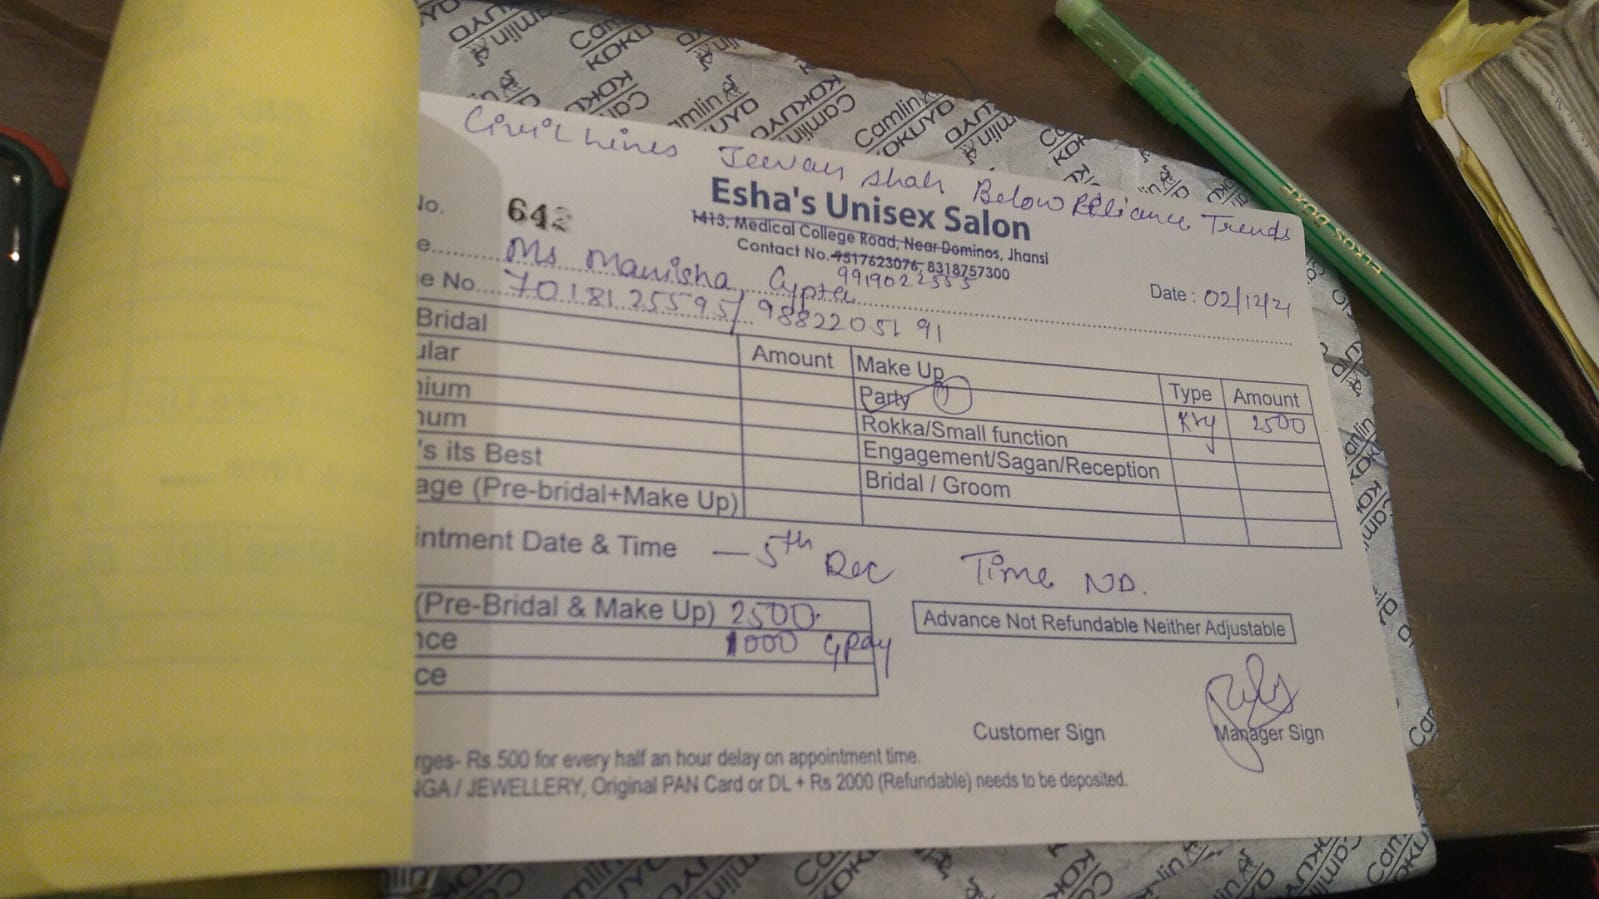 Civil Lines Jeevan shah Below Reliance Trends
Esha's Unisex Salon
1413, Medical College Road, Near Dominos, Jhansi
Contact No. 9517623076, 8318757300
9919022555
No. 642
Ms Manisha Gupta
Date : 02/12/21
e No. 7018125595/ 9882205191
Bridal Amount Make Up Type Amount
ular Party 1 Kry 2500
nium Rokka/Small function
num Engagement/Sagan/Reception
's its Best Bridal / Groom
age (Pre-bridal+Make Up)
intment Date & Time — 5th Dec Time ND.
(Pre-Bridal & Make Up) 2500
nce 1000 Gpay
ce
Advance Not Refundable Neither Adjustable
Customer Sign Manager Sign
rges- Rs.500 for every half an hour delay on appointment time.
NGA / JEWELLERY, Original PAN Card or DL + Rs 2000 (Refundable) needs to be deposited.
Camlin KOKUYO